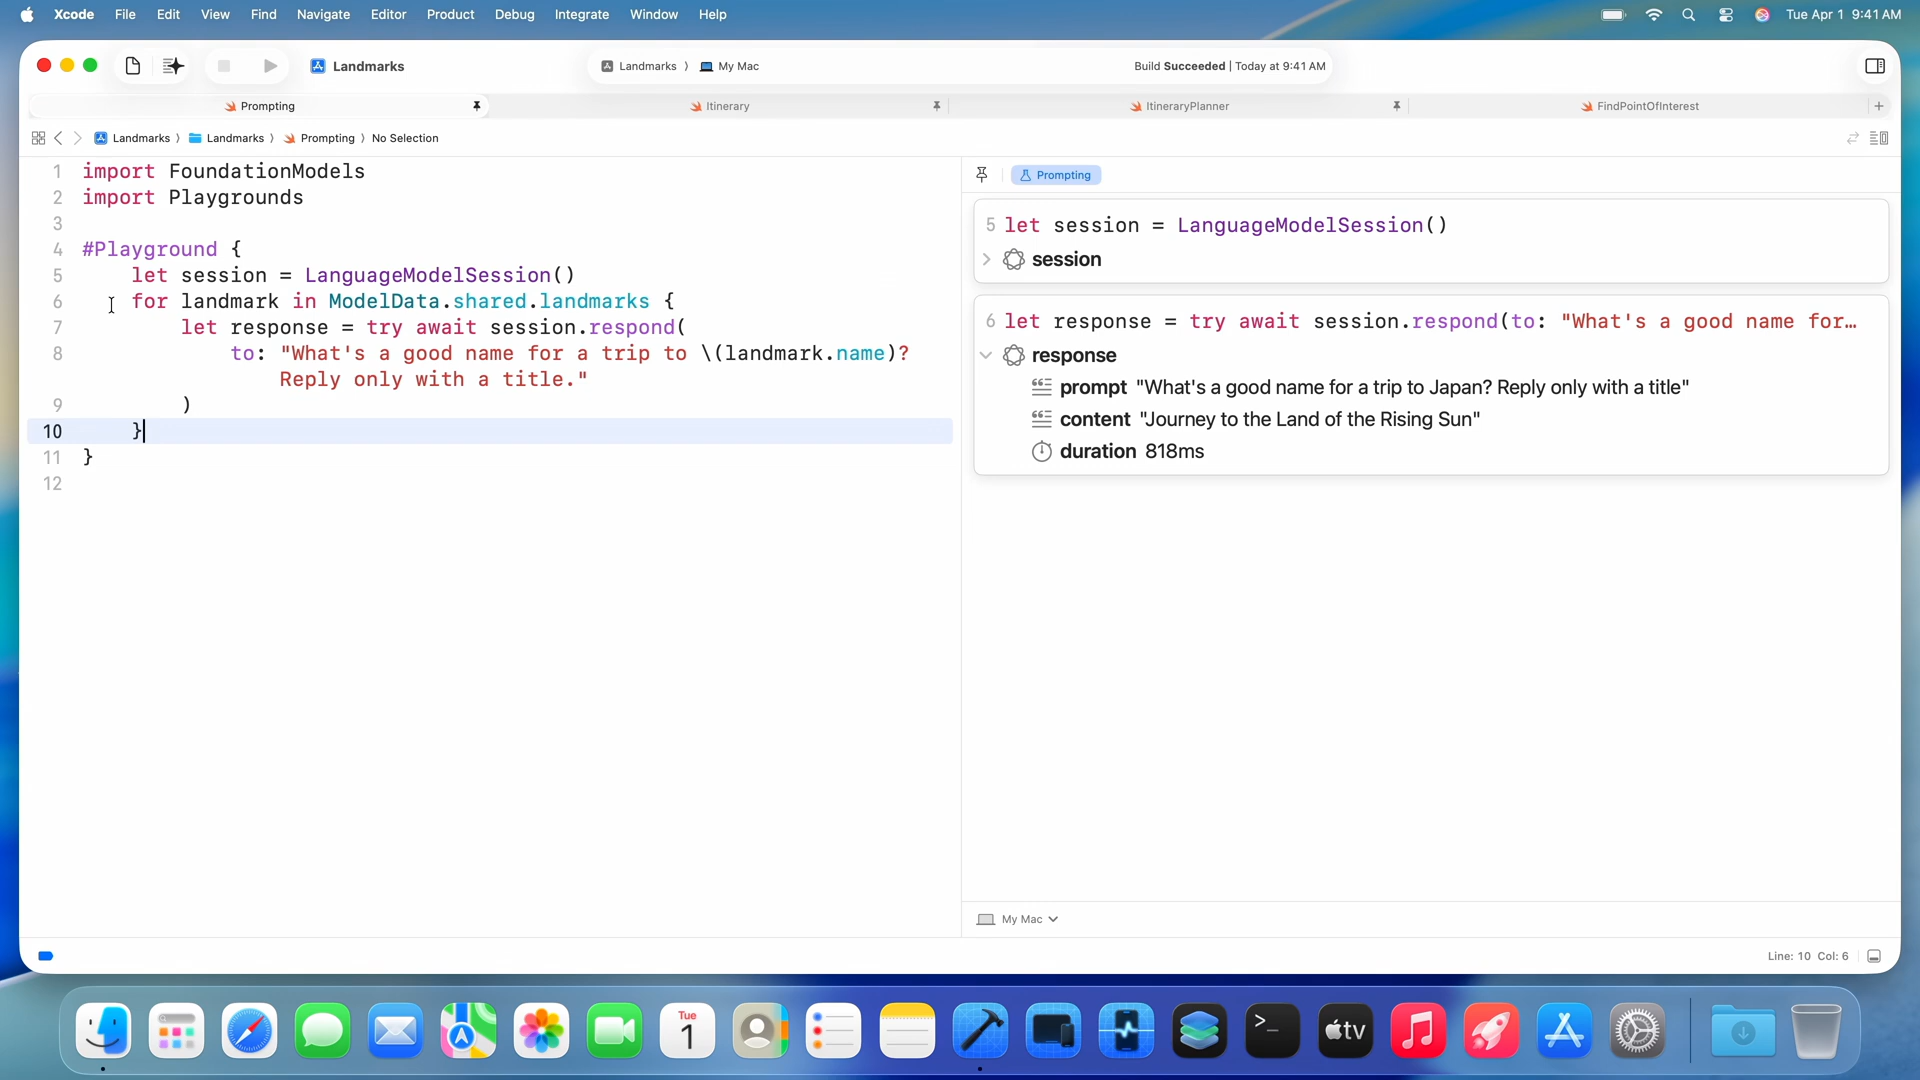 Xcode File Edit View Find Navigate Editor Product Debug Integrate Window Help Tue Apr 1 9:41 AM
Landmarks Landmarks 〉 My Mac Build Succeeded | Today at 9:41 AM
Prompting Itinerary ItineraryPlanner FindPointOfInterest
Landmarks 〉 Landmarks 〉 Prompting 〉 No Selection
1 import FoundationModels
2 import Playgrounds
3
4 #Playground {
5 let session = LanguageModelSession()
6 for landmark in ModelData.shared.landmarks {
7 let response = try await session.respond(
8 to: "What's a good name for a trip to \(landmark.name)?
Reply only with a title."
9 )
10 }
11 }
12
Prompting
5 let session = LanguageModelSession()
session
6 let response = try await session.respond(to: "What's a good name for…
response
prompt "What's a good name for a trip to Japan? Reply only with a title"
content "Journey to the Land of the Rising Sun"
duration 818ms
My Mac
Line: 10 Col: 6
Tue
1
>_
tv